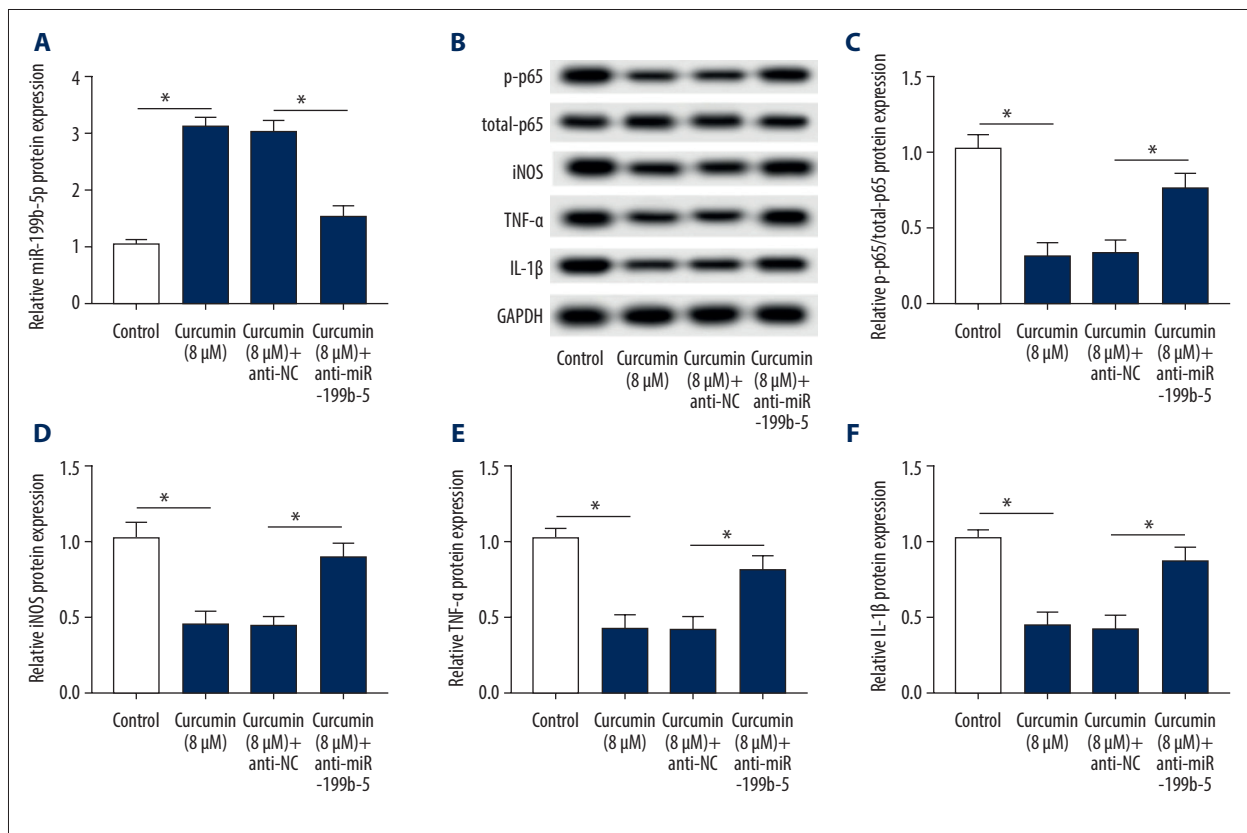 A
Relative miR-199b-5p protein expression
4
3
2
1
0
*
*
Control
Curcumin
(8 µM)
Curcumin
(8 µM)+
anti-NC
Curcumin
(8 µM)+
anti-miR
-199b-5
B
p-p65
total-p65
iNOS
TNF-α
IL-1β
GAPDH
Control
Curcumin
(8 µM)
Curcumin
(8 µM)+
anti-NC
Curcumin
(8 µM)+
anti-miR
-199b-5
C
Relative p-p65/total-p65 protein expression
1.5
1.0
0.5
0.0
*
*
Control
Curcumin
(8 µM)
Curcumin
(8 µM)+
anti-NC
Curcumin
(8 µM)+
anti-miR
-199b-5
D
Relative iNOS protein expression
1.5
1.0
0.5
0.0
*
*
Control
Curcumin
(8 µM)
Curcumin
(8 µM)+
anti-NC
Curcumin
(8 µM)+
anti-miR
-199b-5
E
Relative TNF-α protein expression
1.5
1.0
0.5
0.0
*
*
Control
Curcumin
(8 µM)
Curcumin
(8 µM)+
anti-NC
Curcumin
(8 µM)+
anti-miR
-199b-5
F
Relative IL-1β protein expression
1.5
1.0
0.5
0.0
*
*
Control
Curcumin
(8 µM)
Curcumin
(8 µM)+
anti-NC
Curcumin
(8 µM)+
anti-miR
-199b-5